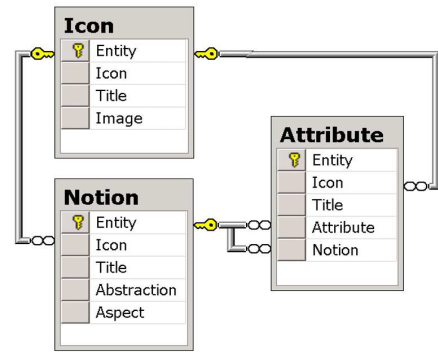 Icon
Entity
Icon
Title
Image
Attribute
Entity
Icon
Title
Attribute
Notion
Notion
Entity
Icon
Title
Abstraction
Aspect